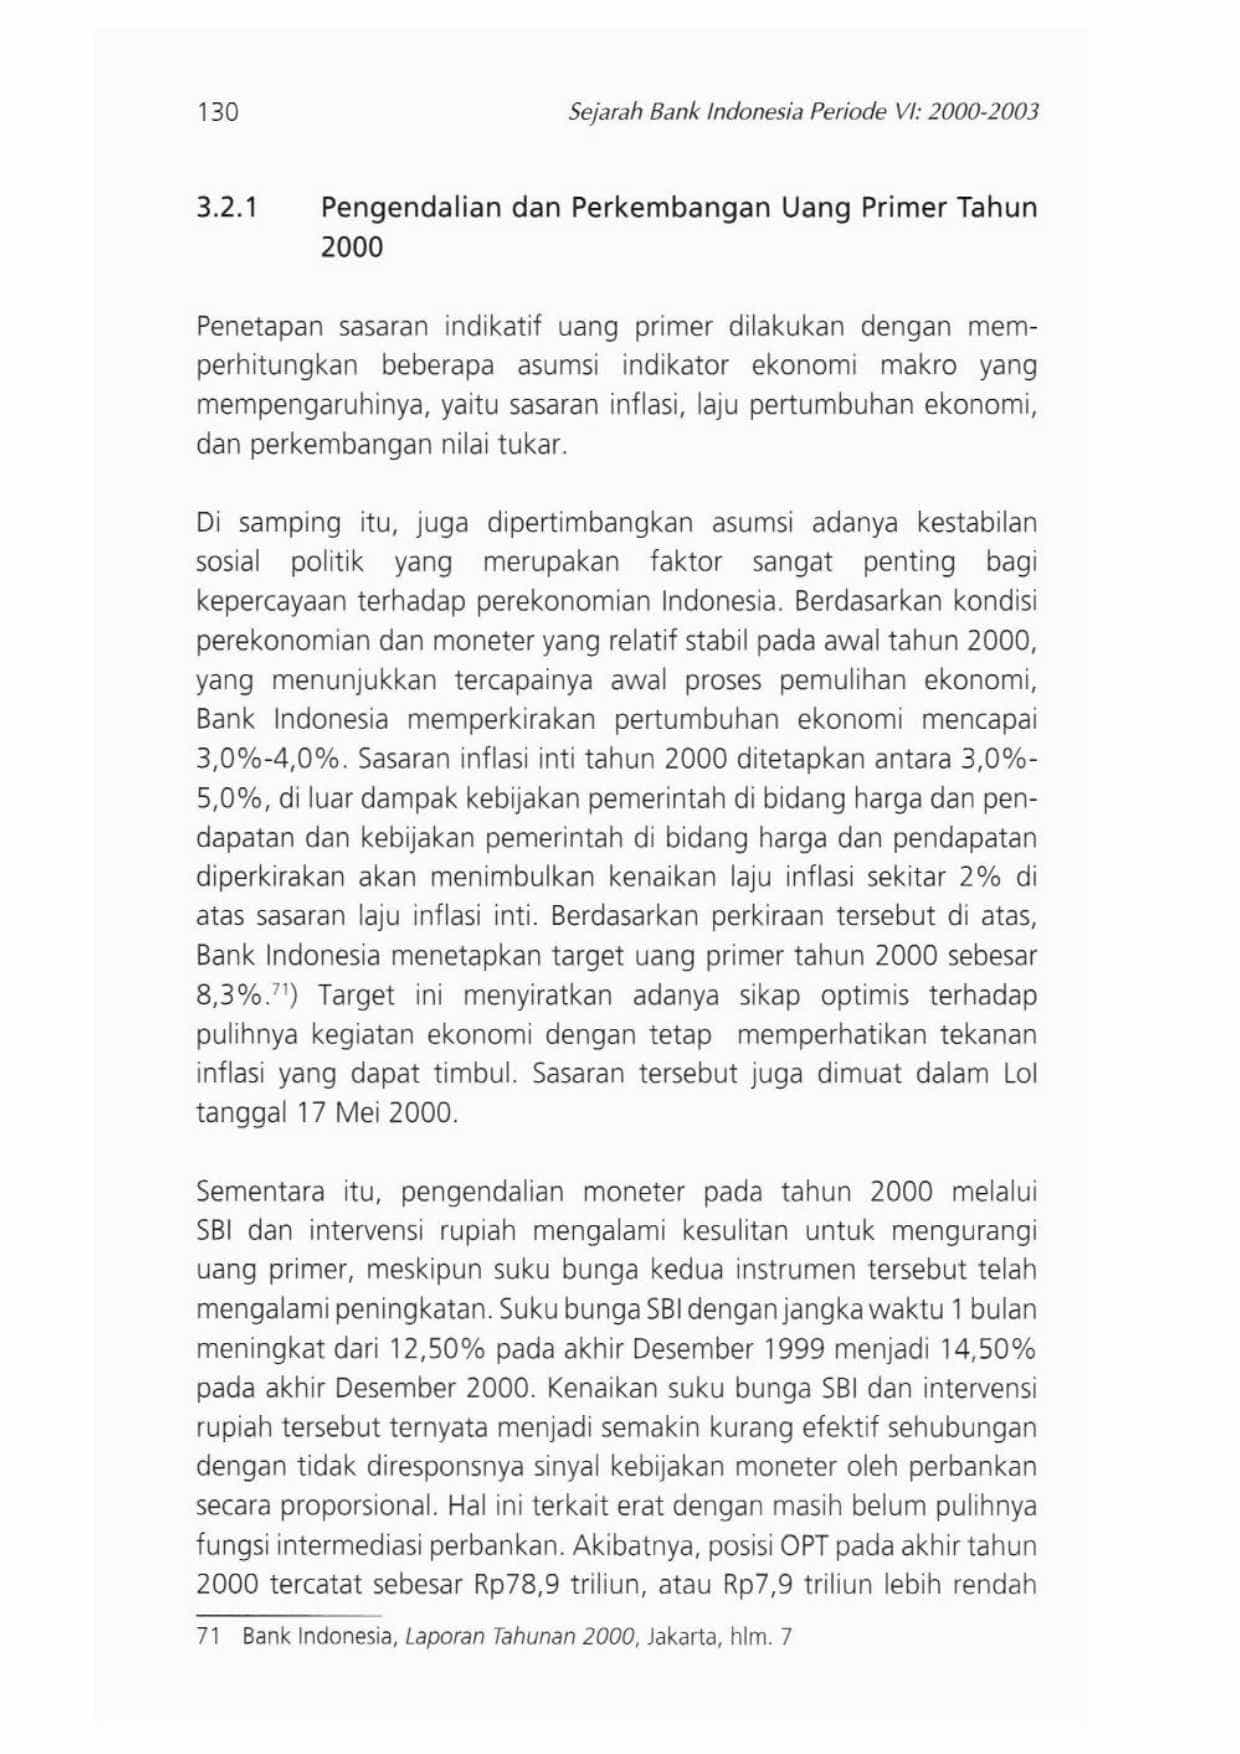 130
Sejarah Bank Indonesia Periode VI: 2000-2003
3.2.1 Pengendalian dan Perkembangan Uang Primer Tahun
2000
Penetapan sasaran indikatif uang primer dilakukan dengan mem-
perhitungkan beberapa asumsi indikator ekonomi makro yang
mempengaruhinya, yaitu sasaran inflasi, laju pertumbuhan ekonomi,
dan perkembangan nilai tukar.
Di samping itu, juga dipertimbangkan asumsi adanya kestabilan
sosial politik yang merupakan faktor sangat penting bagi
kepercayaan terhadap perekonomian Indonesia. Berdasarkan kondisi
perekonomian dan moneter yang relatif stabil pada awal tahun 2000,
yang menunjukkan tercapainya awal proses pemulihan ekonomi,
Bank Indonesia memperkirakan pertumbuhan ekonomi mencapai
3,0%-4,0%. Sasaran inflasi inti tahun 2000 ditetapkan antara 3,0%-
5,0%, di luar dampak kebijakan pemerintah di bidang harga dan pen-
dapatan dan kebijakan pemerintah di bidang harga dan pendapatan
diperkirakan akan menimbulkan kenaikan laju inflasi sekitar 2% di
atas sasaran laju inflasi inti. Berdasarkan perkiraan tersebut di atas,
Bank Indonesia menetapkan target uang primer tahun 2000 sebesar
8,3%.⁷¹) Target ini menyiratkan adanya sikap optimis terhadap
pulihnya kegiatan ekonomi dengan tetap memperhatikan tekanan
inflasi yang dapat timbul. Sasaran tersebut juga dimuat dalam LoI
tanggal 17 Mei 2000.
Sementara itu, pengendalian moneter pada tahun 2000 melalui
SBI dan intervensi rupiah mengalami kesulitan untuk mengurangi
uang primer, meskipun suku bunga kedua instrumen tersebut telah
mengalami peningkatan. Suku bunga SBI dengan jangka waktu 1 bulan
meningkat dari 12,50% pada akhir Desember 1999 menjadi 14,50%
pada akhir Desember 2000. Kenaikan suku bunga SBI dan intervensi
rupiah tersebut ternyata menjadi semakin kurang efektif sehubungan
dengan tidak diresponsnya sinyal kebijakan moneter oleh perbankan
secara proporsional. Hal ini terkait erat dengan masih belum pulihnya
fungsi intermediasi perbankan. Akibatnya, posisi OPT pada akhir tahun
2000 tercatat sebesar Rp78,9 triliun, atau Rp7,9 triliun lebih rendah
71 Bank Indonesia, Laporan Tahunan 2000, Jakarta, hlm. 7